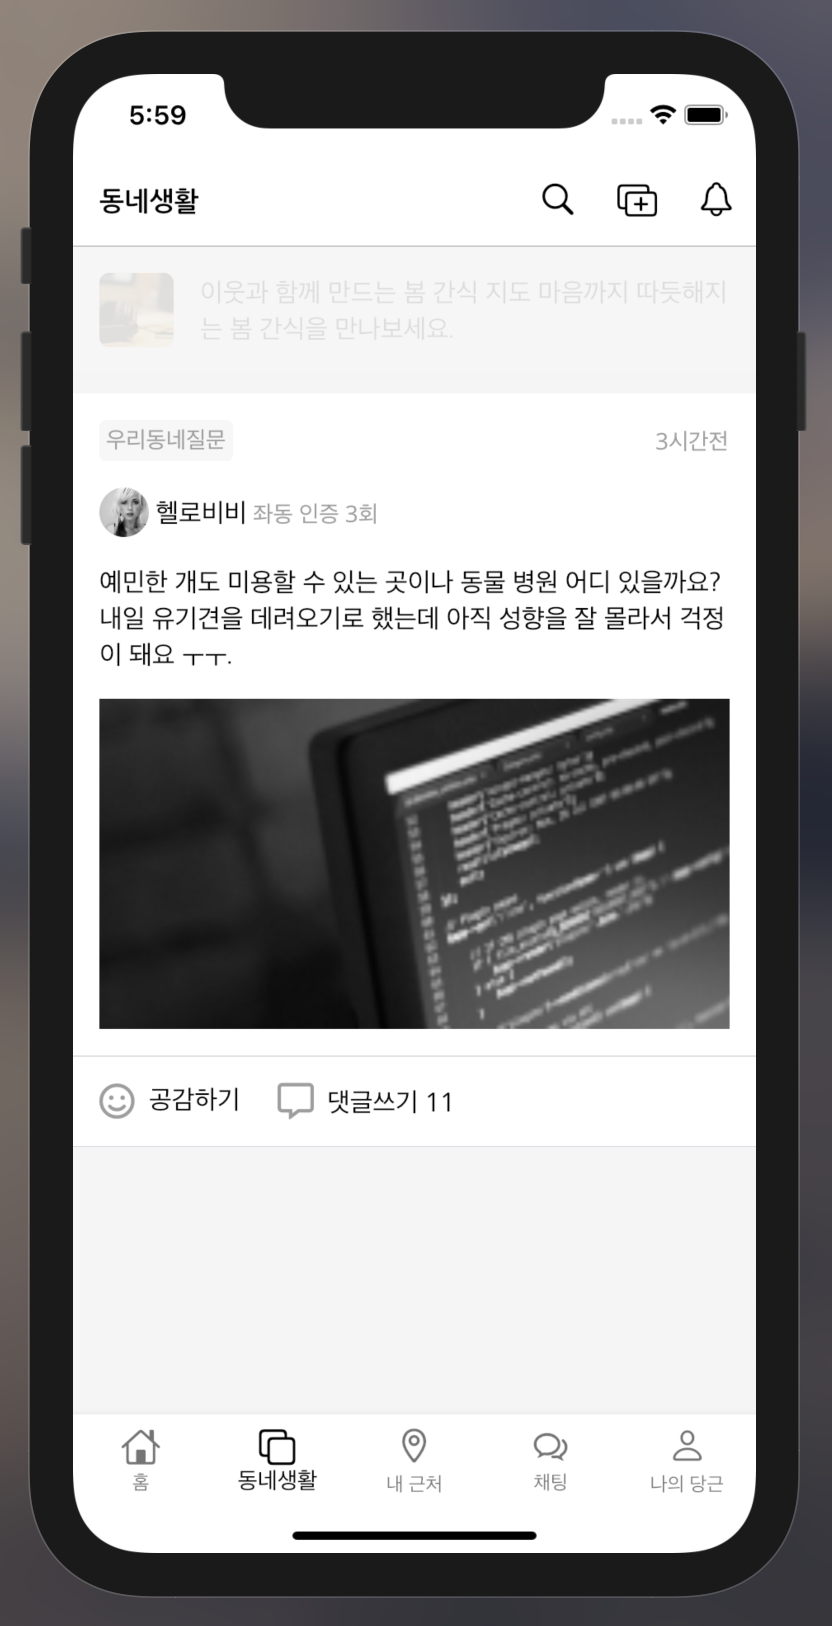 5:59
동네생활
이웃과 함께 만드는 봄 간식 지도 마음까지 따듯해지
는 봄 간식을 만나보세요.
우리동네질문
3시간전
헬로비비 좌동 인증 3회
예민한 개도 미용할 수 있는 곳이나 동물 병원 어디 있을까요?
내일 유기견을 데려오기로 했는데 아직 성향을 잘 몰라서 걱정
이 돼요 ㅜㅜ.
공감하기
댓글쓰기 11
홈
동네생활
내 근처
채팅
나의 당근